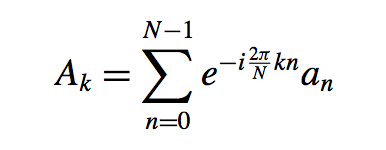 A_k = \sum_{n=0}^{N-1} e^{-i\frac{2\pi}{N}kn} a_n